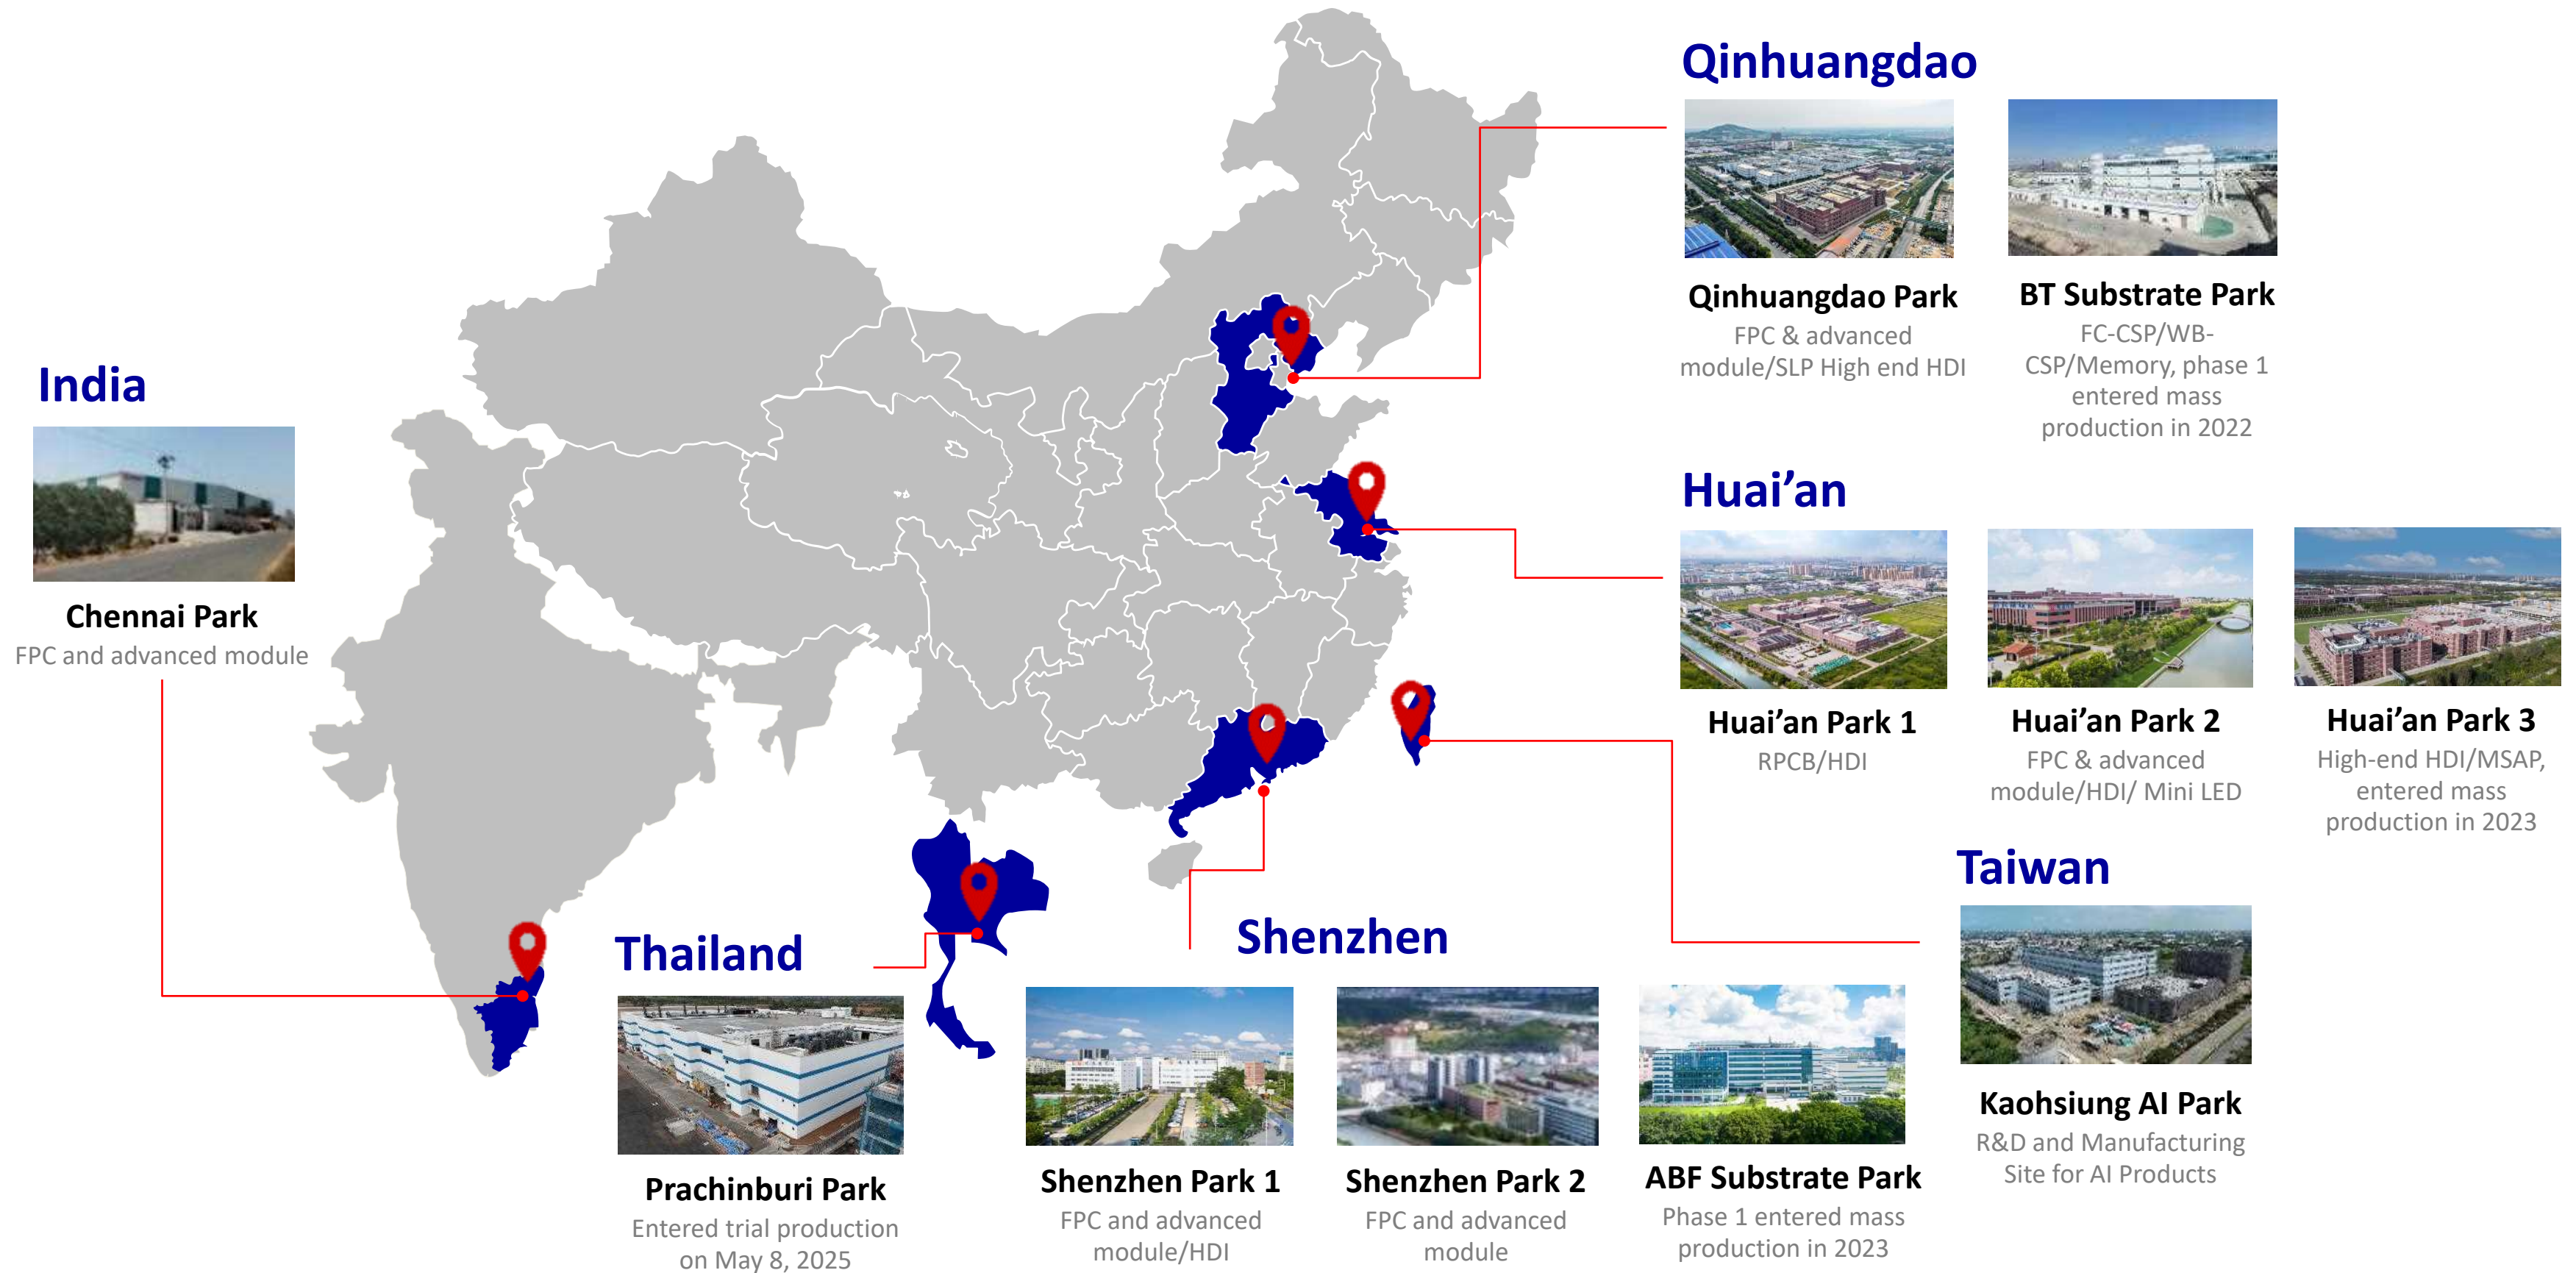 Qinhuangdao
Qinhuangdao Park
FPC & advanced
module/SLP High end HDI
BT Substrate Park
FC-CSP/WB-
CSP/Memory, phase 1
entered mass
production in 2022
India
Chennai Park
FPC and advanced module
Huai’an
Huai’an Park 1
RPCB/HDI
Huai’an Park 2
FPC & advanced
module/HDI/ Mini LED
Huai’an Park 3
High-end HDI/MSAP,
entered mass
production in 2023
Taiwan
Kaohsiung AI Park
R&D and Manufacturing
Site for AI Products
Thailand
Prachinburi Park
Entered trial production
on May 8, 2025
Shenzhen
Shenzhen Park 1
FPC and advanced
module/HDI
Shenzhen Park 2
FPC and advanced
module
ABF Substrate Park
Phase 1 entered mass
production in 2023